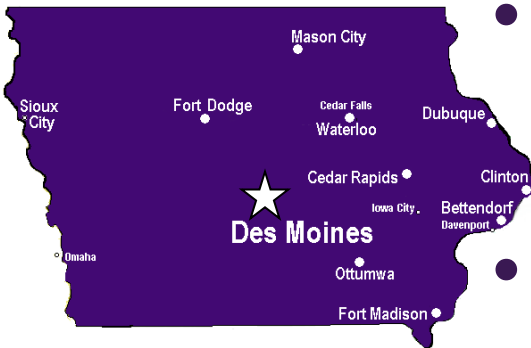 Mason City
Sioux
City
Fort Dodge
Cedar Falls
Waterloo
Dubuque
Cedar Rapids
Clinton
Iowa City
Bettendorf
Davenport
Des Moines
Omaha
Ottumwa
Fort Madison